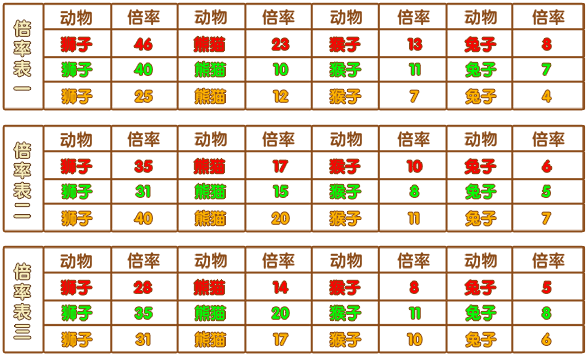 倍率表一
动物 倍率 动物 倍率 动物 倍率 动物 倍率
狮子 46 熊猫 23 猴子 13 兔子 8
狮子 40 熊猫 10 猴子 11 兔子 7
狮子 25 熊猫 12 猴子 7 兔子 4
倍率表二
动物 倍率 动物 倍率 动物 倍率 动物 倍率
狮子 35 熊猫 17 猴子 10 兔子 6
狮子 31 熊猫 15 猴子 8 兔子 5
狮子 40 熊猫 20 猴子 11 兔子 7
倍率表三
动物 倍率 动物 倍率 动物 倍率 动物 倍率
狮子 28 熊猫 14 猴子 8 兔子 5
狮子 35 熊猫 20 猴子 11 兔子 8
狮子 31 熊猫 17 猴子 10 兔子 6